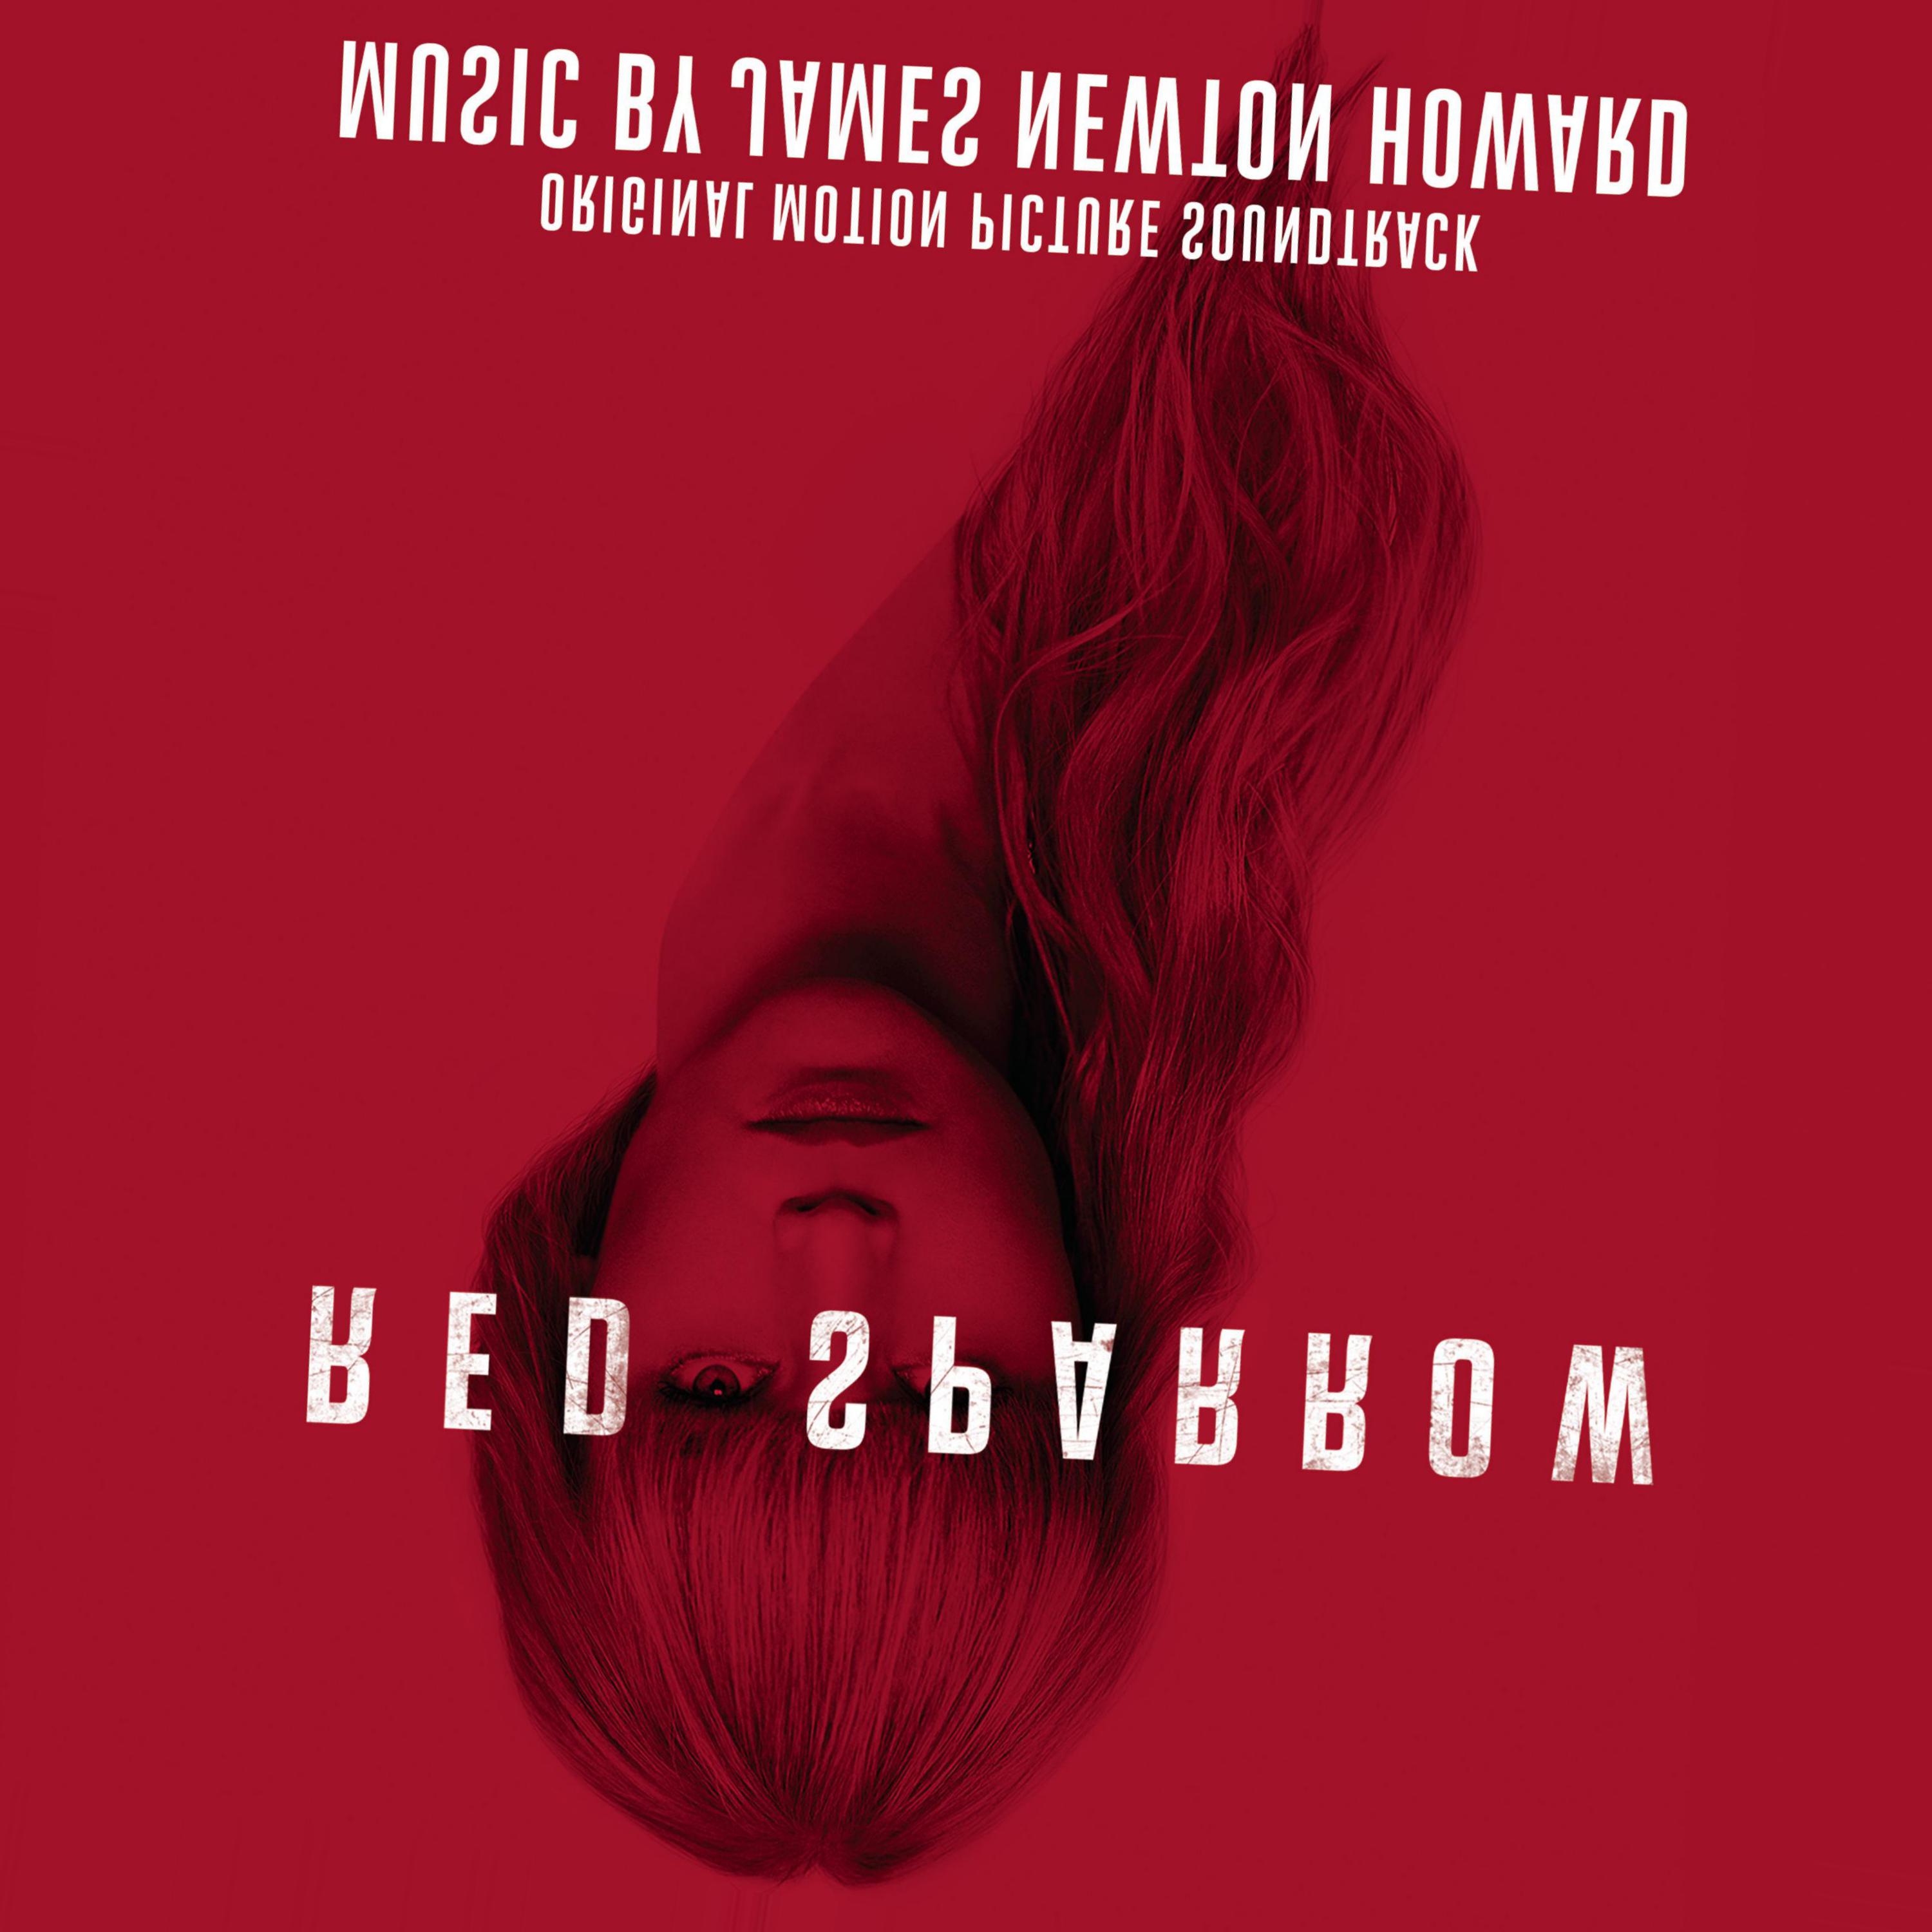 RED SPARROW
ORIGINAL MOTION PICTURE SOUNDTRACK
MUSIC BY JAMES NEWTON HOWARD